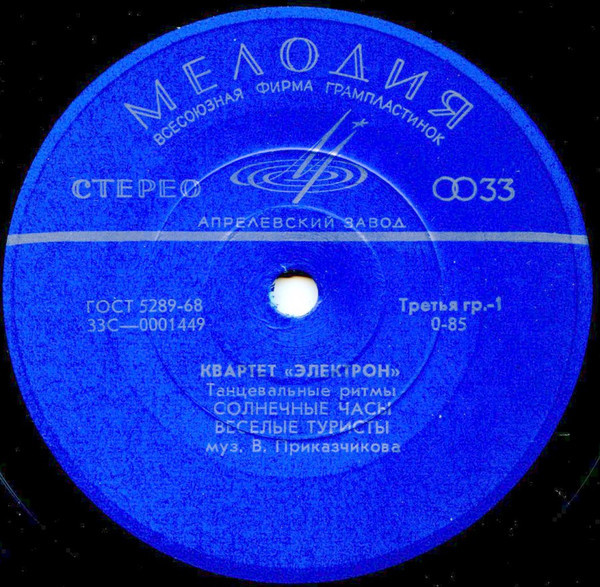 МЕЛОДИЯ
ВСЕСОЮЗНАЯ ФИРМА ГРАМПЛАСТИНОК
СТЕРЕО
33
АПРЕЛЕВСКИЙ ЗАВОД
ГОСТ 5289-68
Третья гр.-1
33С—0001449
0-85
КВАРТЕТ «ЭЛЕКТРОН»
Танцевальные ритмы
СОЛНЕЧНЫЕ ЧАСЫ
ВЕСЕЛЫЕ ТУРИСТЫ
муз. В. Приказчикова